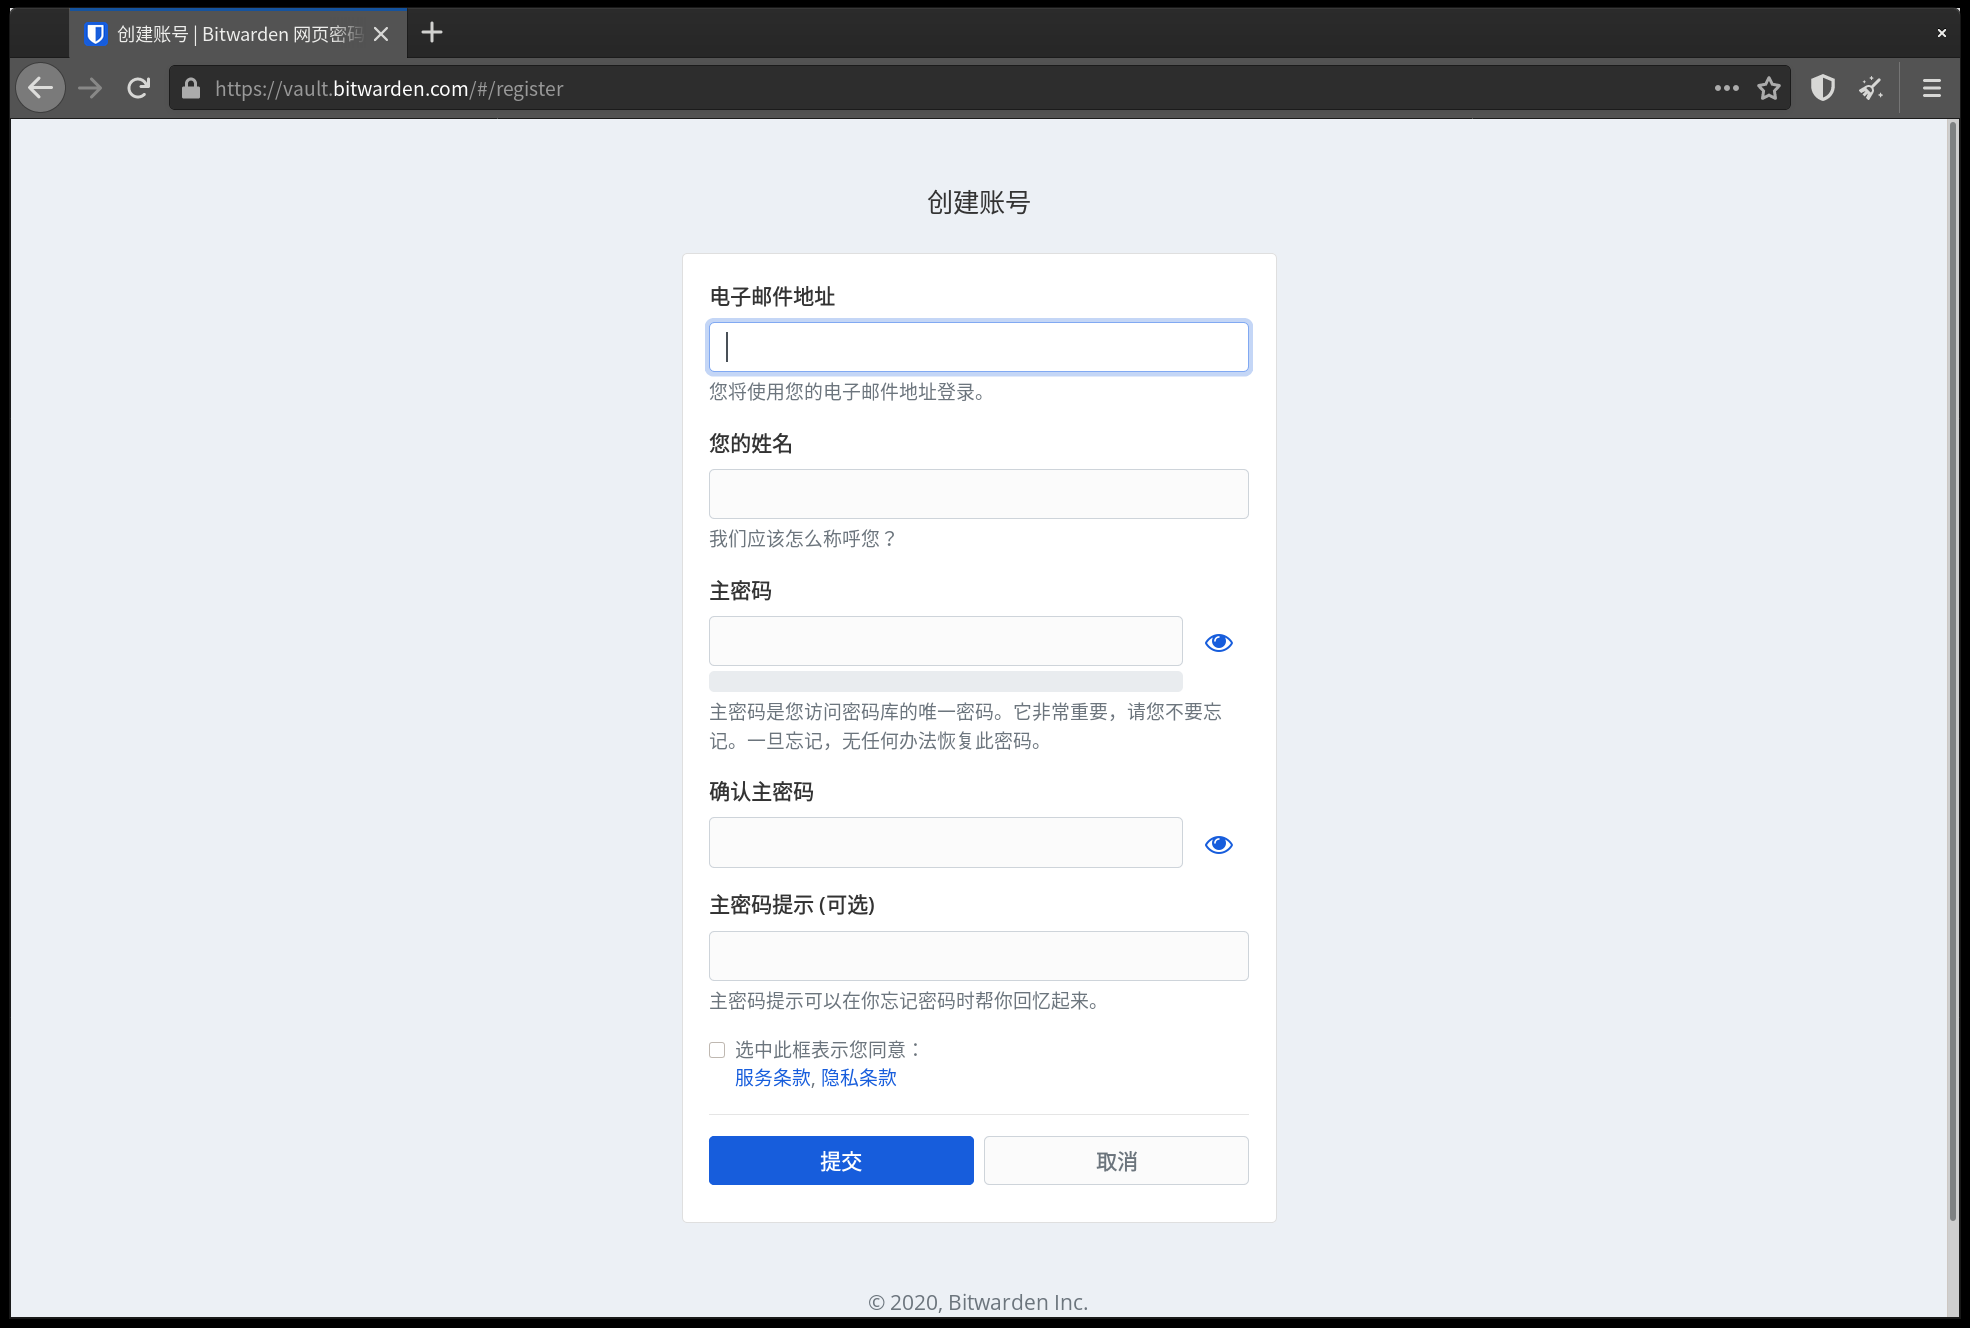 创建账号 | Bitwarden 网页密码
https://vault.bitwarden.com/#/register
创建账号
电子邮件地址
您将使用您的电子邮件地址登录。
您的姓名
我们应该怎么称呼您？
主密码
主密码是您访问密码库的唯一密码。它非常重要，请您不要忘
记。一旦忘记，无任何办法恢复此密码。
确认主密码
主密码提示 (可选)
主密码提示可以在你忘记密码时帮你回忆起来。
选中此框表示您同意：
服务条款, 隐私条款
提交
取消
© 2020, Bitwarden Inc.